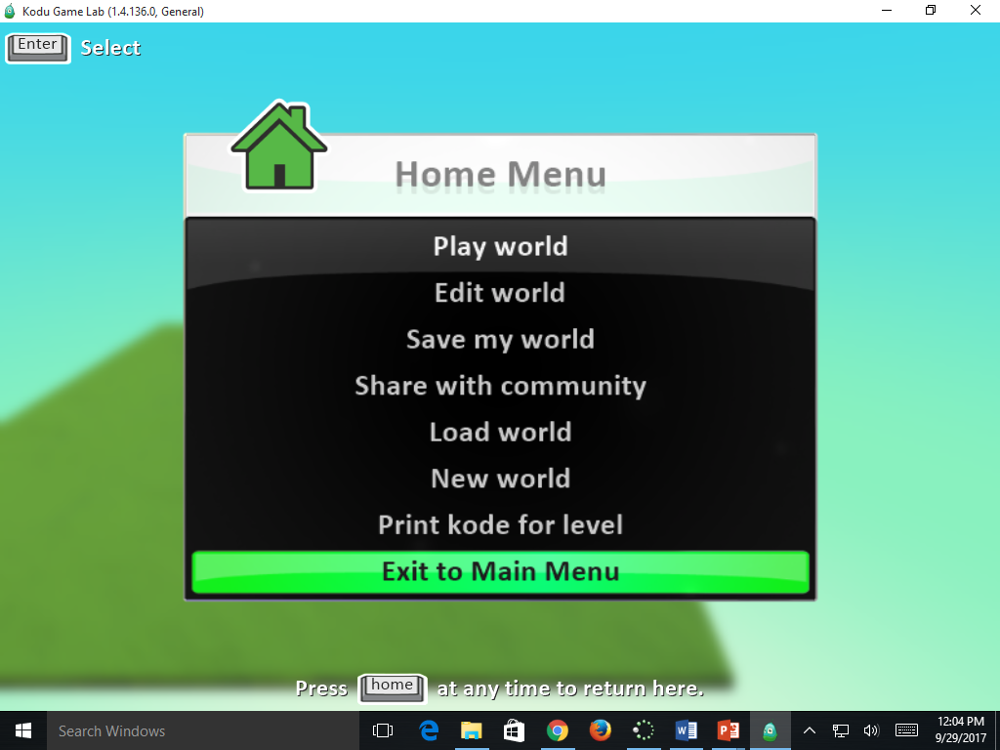 Kodu Game Lab (1.4.136.0, General)
Enter Select
Home Menu
Play world
Edit world
Save my world
Share with community
Load world
New world
Print kode for level
Exit to Main Menu
Press home at any time to return here.
Search Windows
12:04 PM
9/29/2017